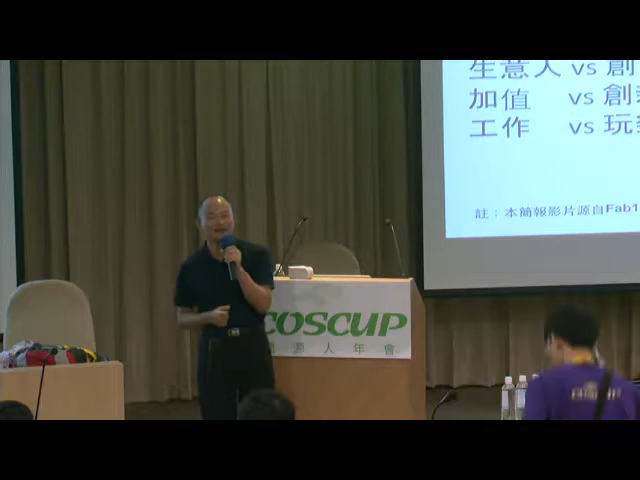 生意人 vs 創
加值 vs 創
工作 vs 玩
註：本簡報影片源自Fab1
COSCUP
開源人年會